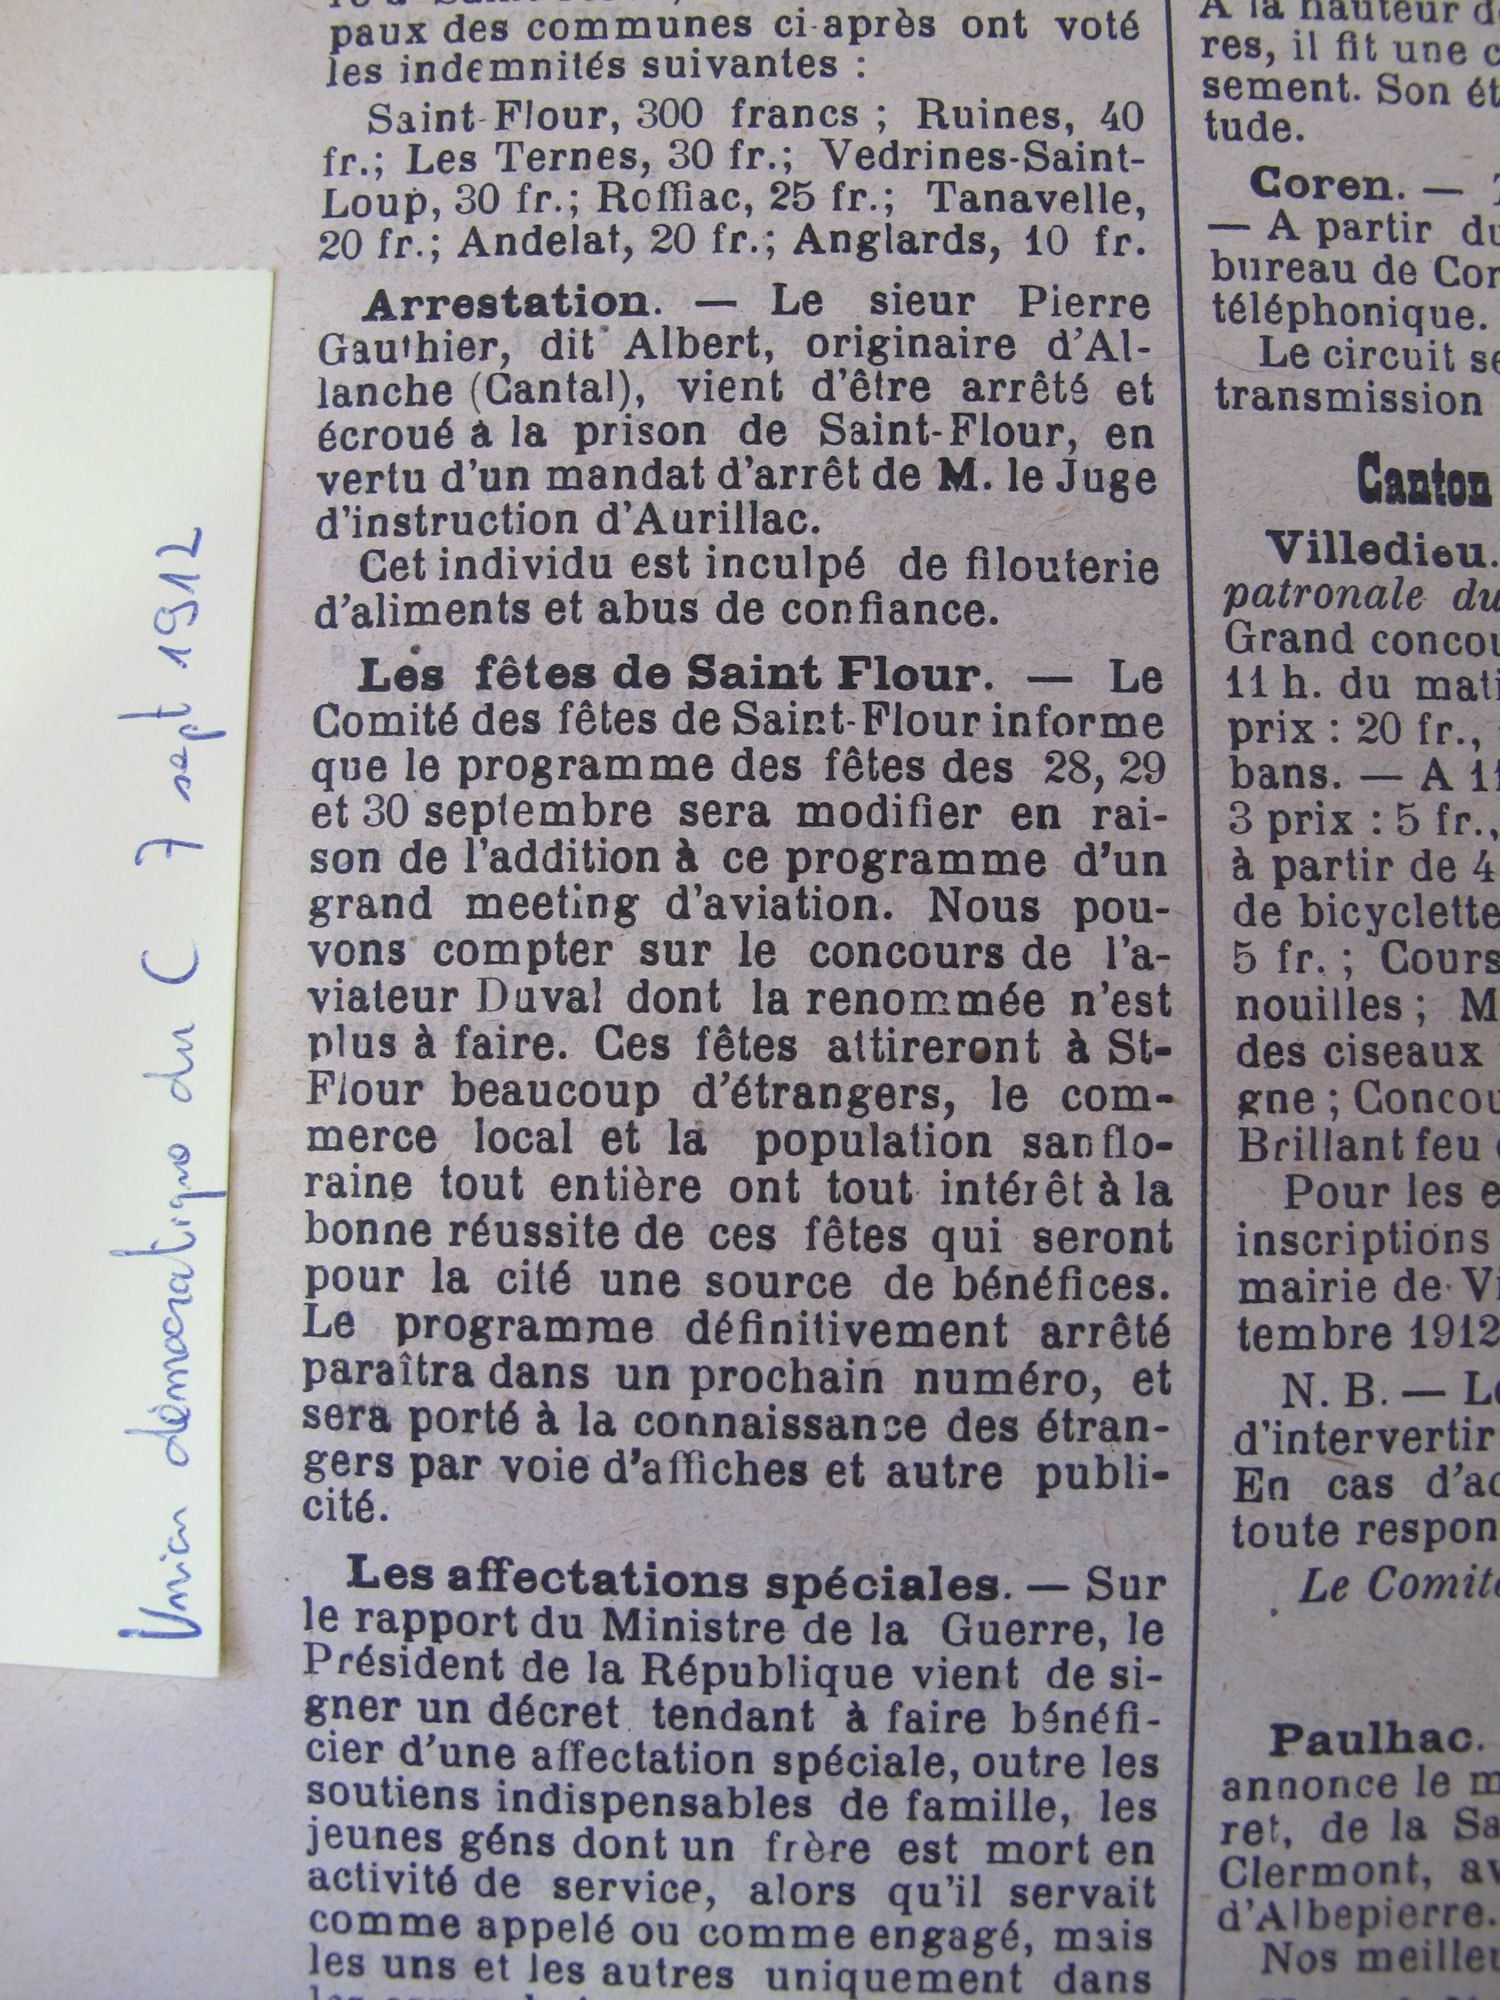 Union démocratique du C 7 sept 1912
paux des communes ci-après ont voté
les indemnités suivantes :
Saint-Flour, 300 francs ; Ruines, 40
fr.; Les Ternes, 30 fr.; Vedrines-Saint-
Loup, 30 fr.; Roffiac, 25 fr.; Tanavelle,
20 fr.; Andelat, 20 fr.; Anglards, 10 fr.
Arrestation. — Le sieur Pierre
Gauthier, dit Albert, originaire d'Al-
lanche (Cantal), vient d'être arrêté et
écroué à la prison de Saint-Flour, en
vertu d'un mandat d'arrêt de M. le Juge
d'instruction d'Aurillac.
Cet individu est inculpé de filouterie
d'aliments et abus de confiance.
Les fêtes de Saint Flour. — Le
Comité des fêtes de Saint-Flour informe
que le programme des fêtes des 28, 29
et 30 septembre sera modifier en rai-
son de l'addition à ce programme d'un
grand meeting d'aviation. Nous pou-
vons compter sur le concours de l'a-
viateur Duval dont la renommée n'est
plus à faire. Ces fêtes attireront à St-
Flour beaucoup d'étrangers, le com-
merce local et la population sanflo-
raine tout entière ont tout intérêt à la
bonne réussite de ces fêtes qui seront
pour la cité une source de bénéfices.
Le programme définitivement arrêté
paraîtra dans un prochain numéro, et
sera porté à la connaissance des étran-
gers par voie d'affiches et autre publi-
cité.
Les affectations spéciales. — Sur
le rapport du Ministre de la Guerre, le
Président de la République vient de si-
gner un décret tendant à faire bénéfi-
cier d'une affectation spéciale, outre les
soutiens indispensables de famille, les
jeunes géns dont un frère est mort en
activité de service, alors qu'il servait
comme appelé ou comme engagé, mais
les uns et les autres uniquement dans
A la hauteur d
res, il fit une c
sement. Son ét
tude.
Coren. —
— A partir du
bureau de Cor
téléphonique.
Le circuit se
transmission
Canton
Villedieu.
patronale du
Grand concou
11 h. du mati
prix : 20 fr.,
bans. — A 11
3 prix : 5 fr.,
à partir de 4
de bicyclette
5 fr. ; Cours
nouilles ; M
des ciseaux
gne ; Concou
Brillant feu
Pour les e
inscriptions
mairie de Vi
tembre 1912
N. B. — Le
d'intervertir
En cas d'ac
toute respon
Le Comité
Paulhac.
annonce le m
ret, de la Sa
Clermont, av
d'Albepierre.
Nos meilleu